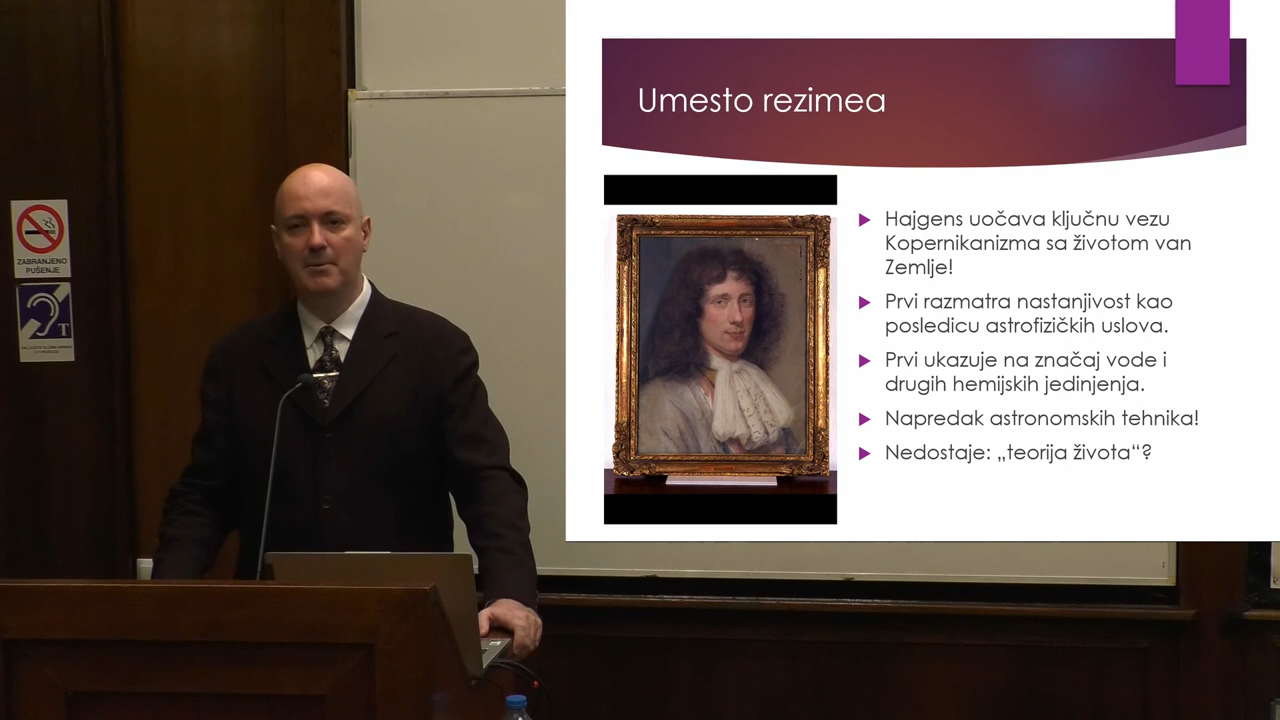 Umesto rezimea
Hajgens uočava ključnu vezu
Kopernikanizma sa životom van
Zemlje!
Prvi razmatra nastanjivost kao
posledicu astrofizičkih uslova.
Prvi ukazuje na značaj vode i
drugih hemijskih jedinjenja.
Napredak astronomskih tehnika!
Nedostaje: „teorija života“?
ZABRANJENO
PUŠENJE
T